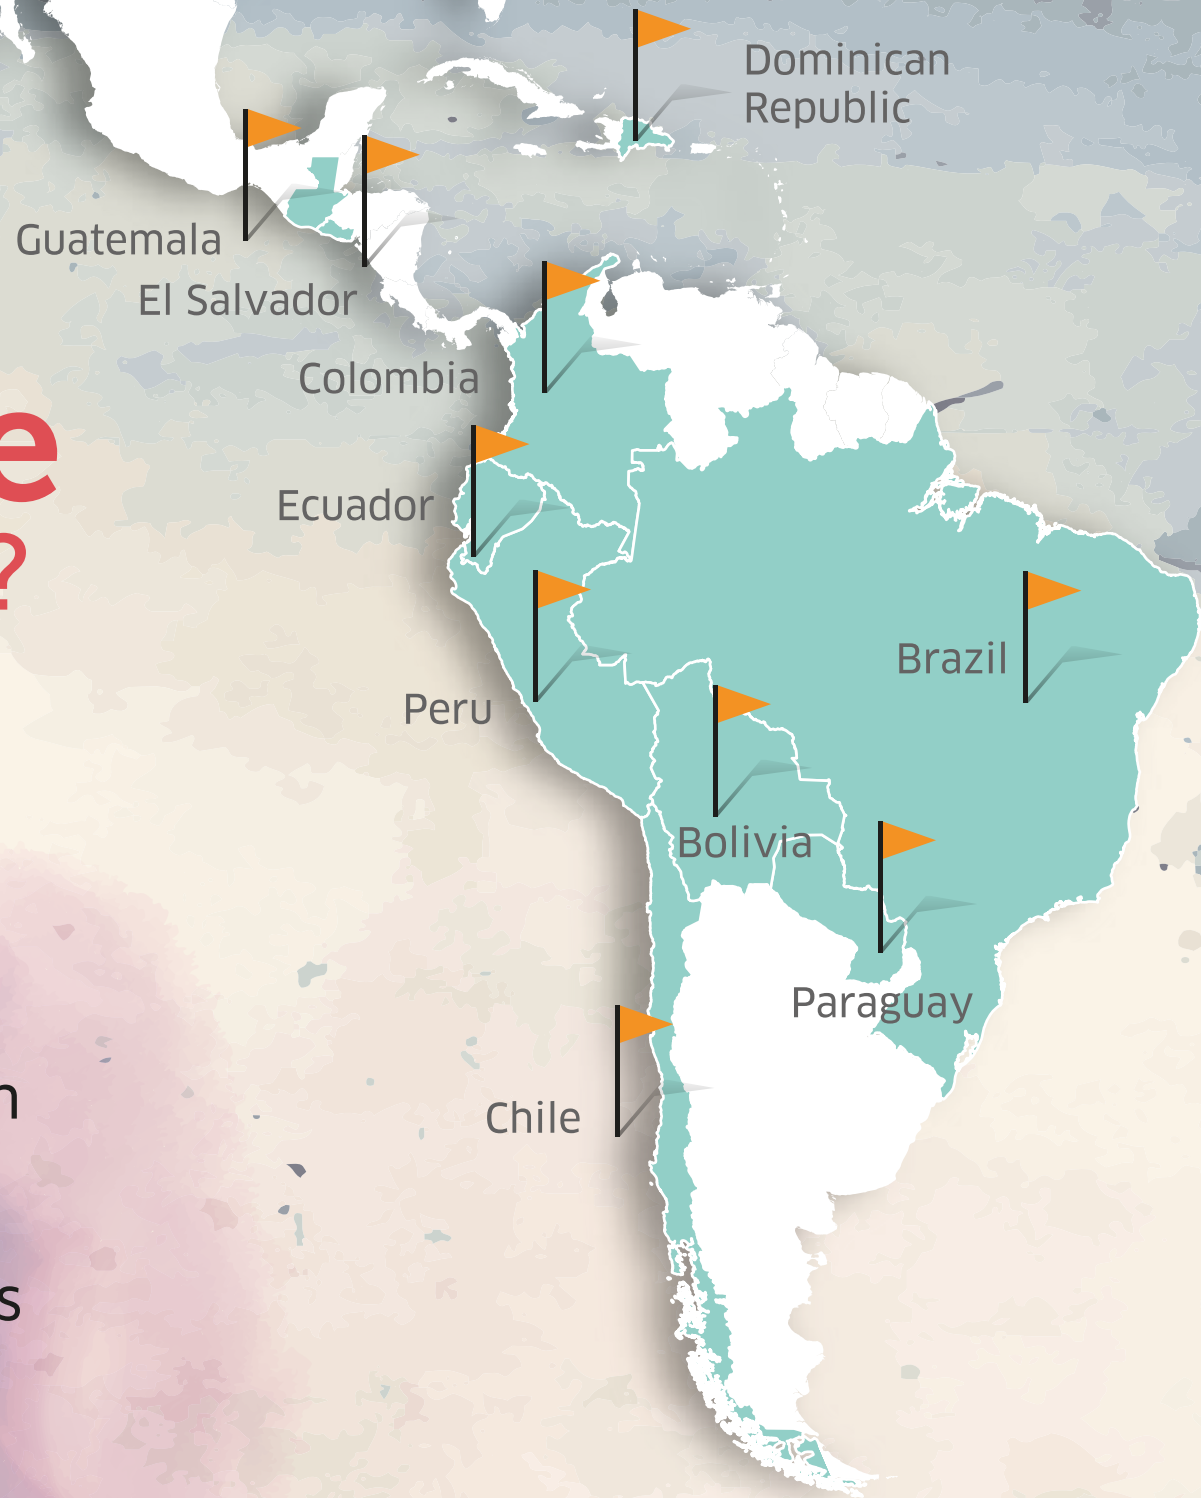 Dominican
Republic
Guatemala
El Salvador
Colombia
e
Ecuador
?
Brazil
Peru
Bolivia
Paraguay
n
Chile
s